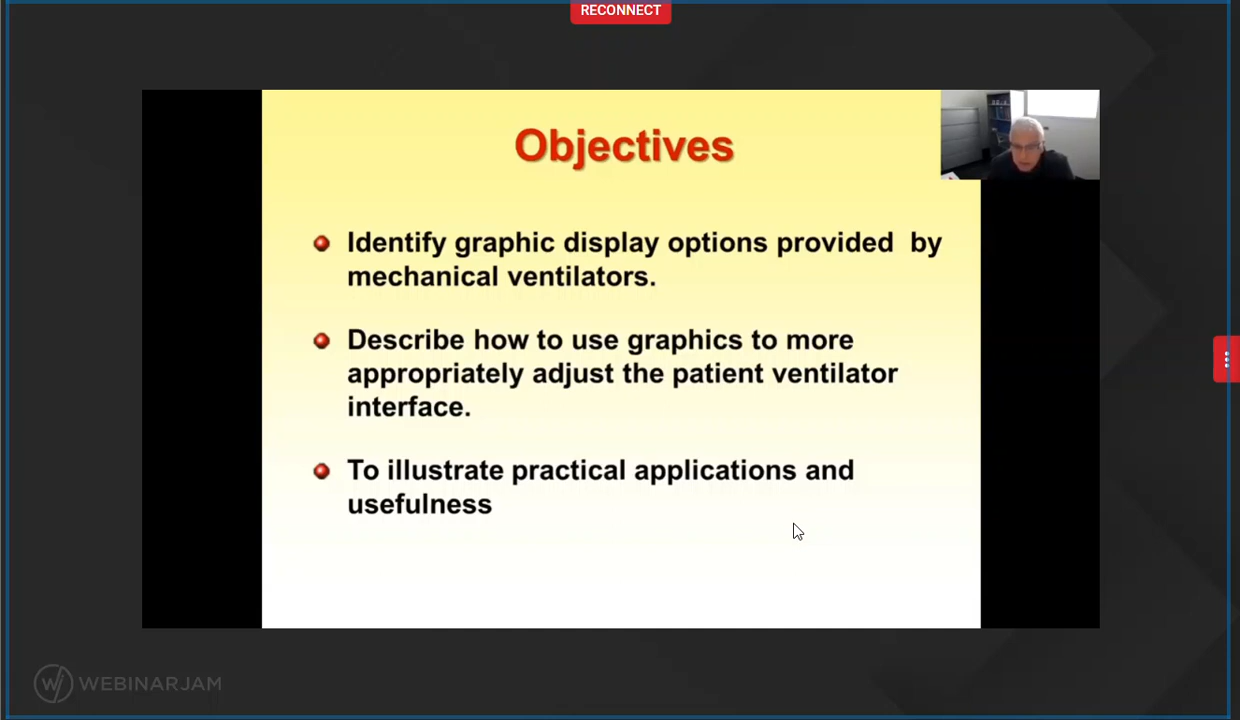 RECONNECT
Objectives
Identify graphic display options provided by
mechanical ventilators.
Describe how to use graphics to more
appropriately adjust the patient ventilator
interface.
To illustrate practical applications and
usefulness
WEBINARJAM